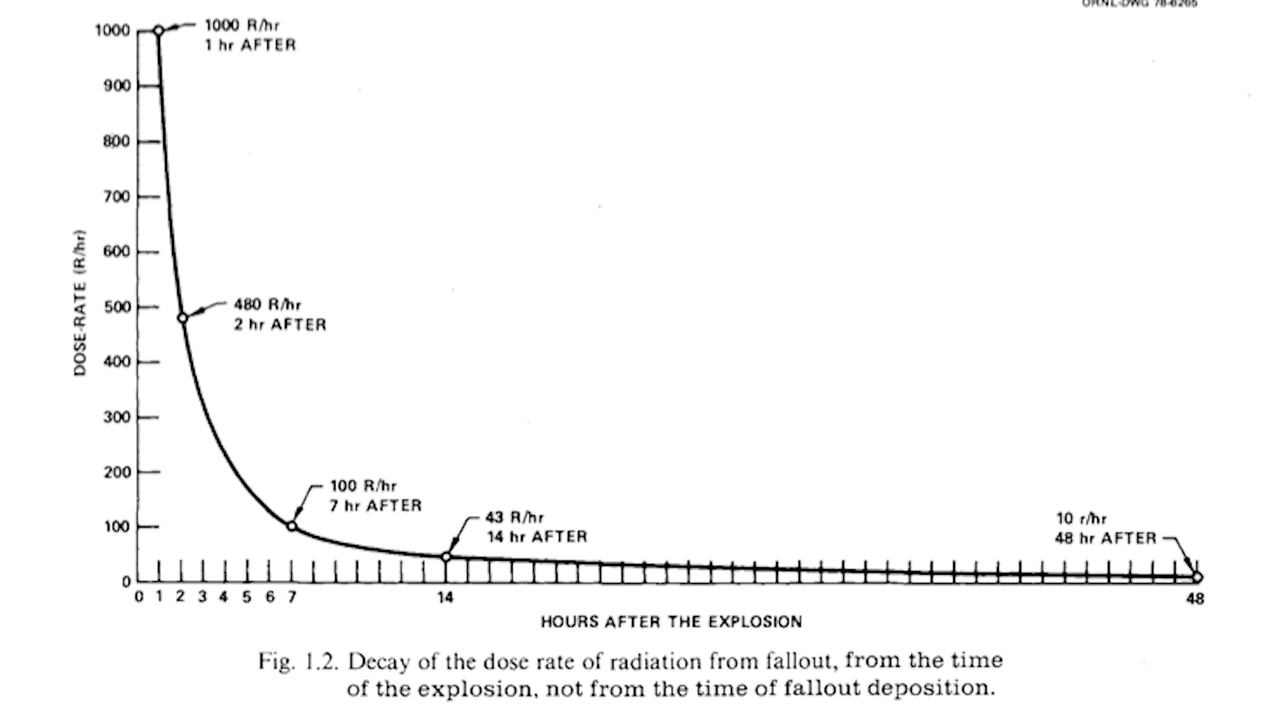 ORNL-DWG 78-6265
1000 R/hr
1 hr AFTER
1000
900
800
700
600
500
400
300
200
100
0
DOSE-RATE (R/hr)
480 R/hr
2 hr AFTER
100 R/hr
7 hr AFTER
43 R/hr
14 hr AFTER
10 r/hr
48 hr AFTER
0 1 2 3 4 5 6 7 14 48
HOURS AFTER THE EXPLOSION
Fig. 1.2. Decay of the dose rate of radiation from fallout, from the time
of the explosion, not from the time of fallout deposition.